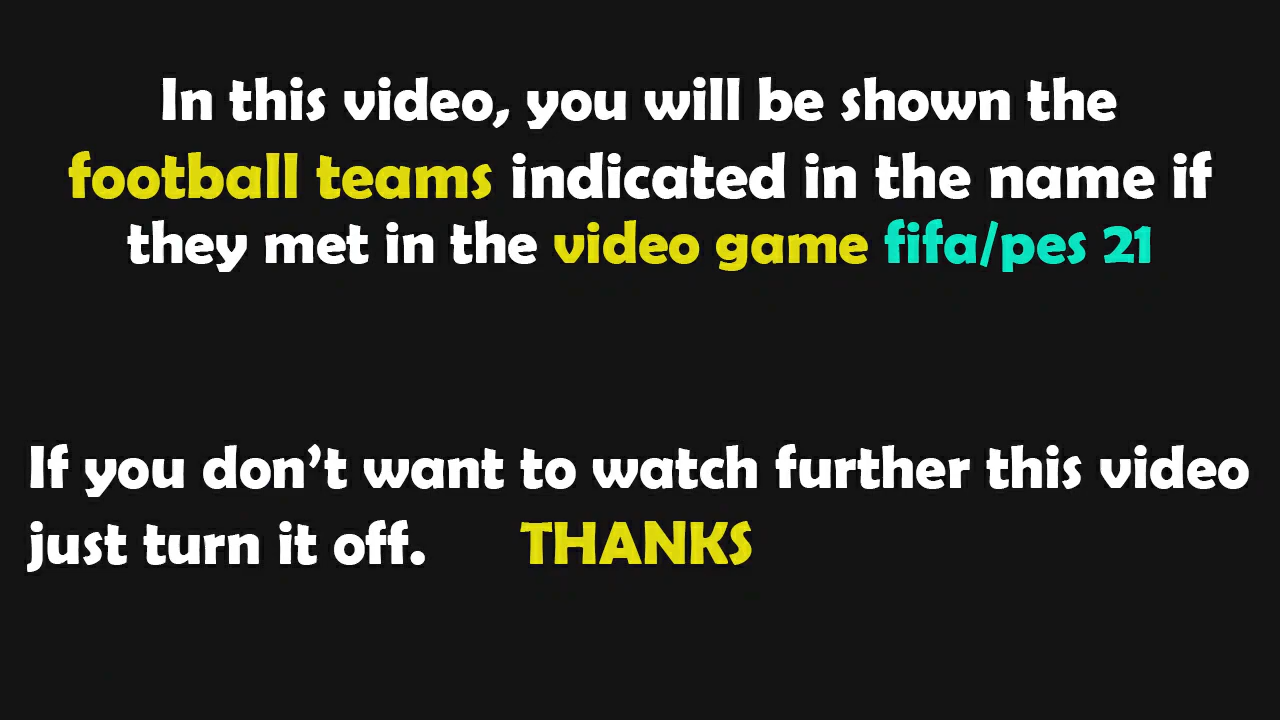 In this video, you will be shown the
football teams indicated in the name if
they met in the video game fifa/pes 21
If you don't want to watch further this video
just turn it off. THANKS